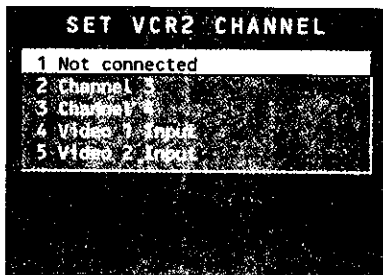 SET VCR2 CHANNEL
1 Not connected
2 Channel 3
3 Channel
4 Video 1 Input
5 Video 2 Input